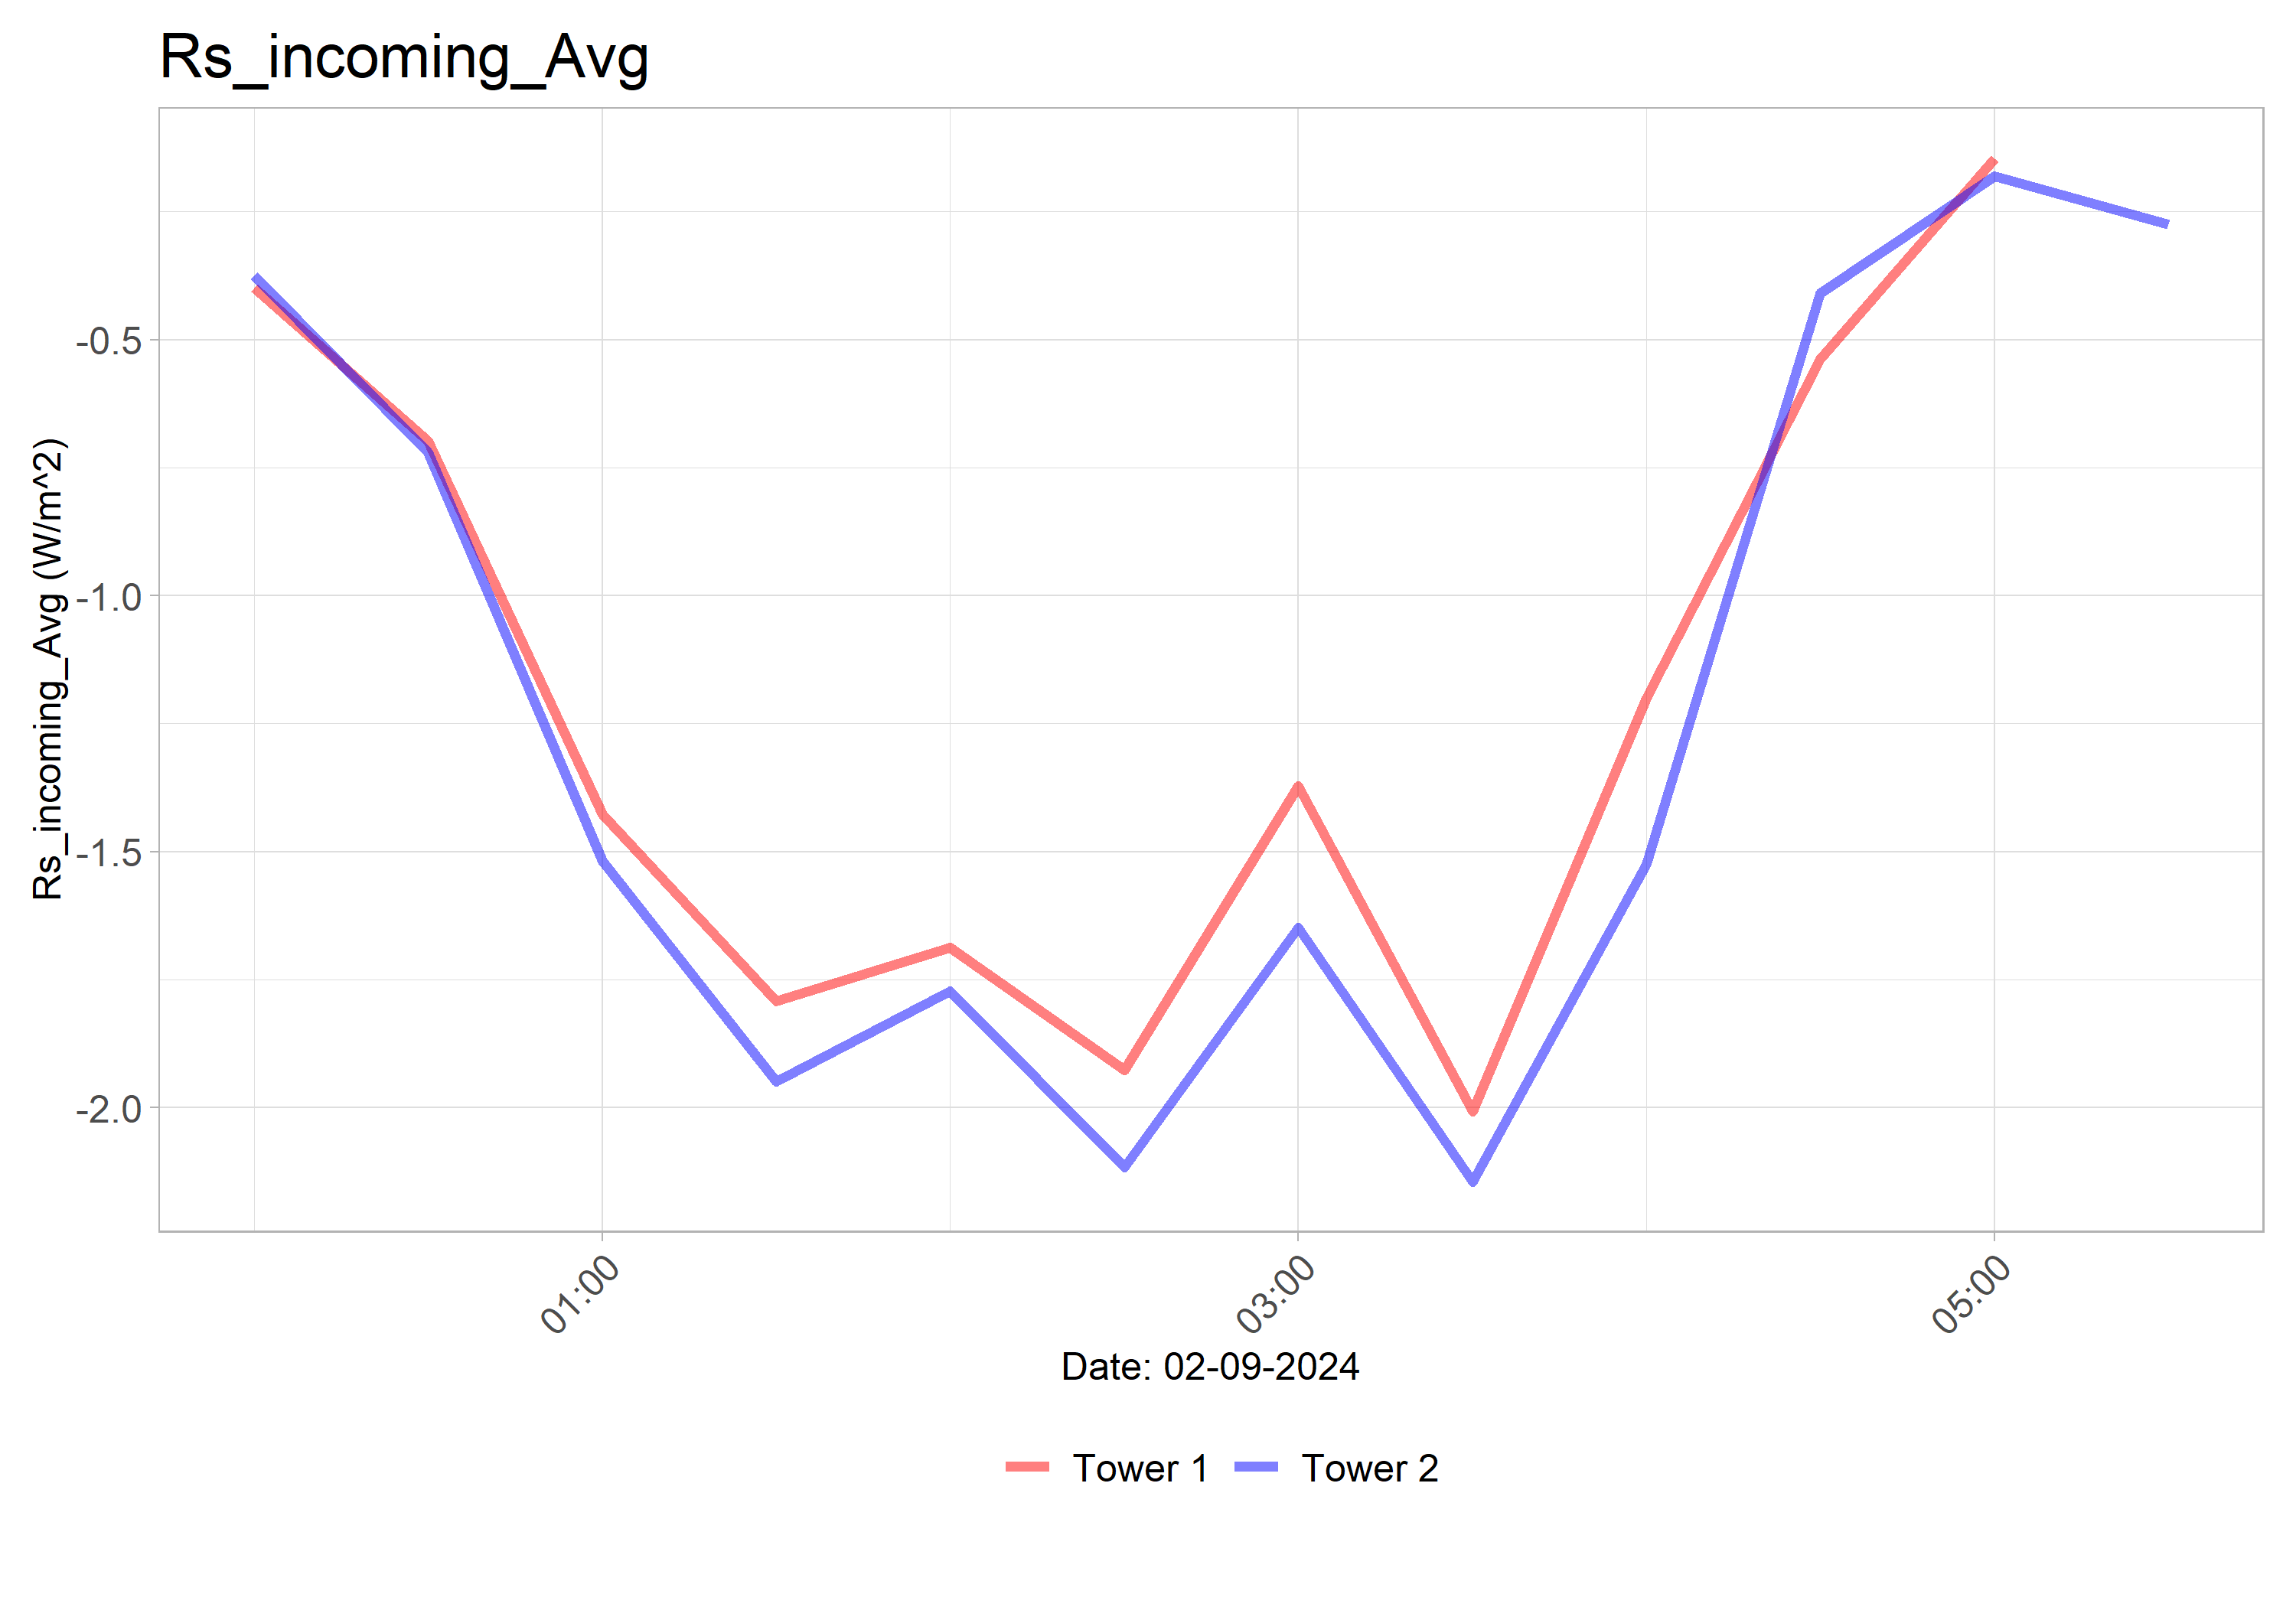 Rs_incoming_Avg
Rs_incoming_Avg (W/m^2)
-0.5
-1.0
-1.5
-2.0
01:00
03:00
05:00
Date: 02-09-2024
Tower 1
Tower 2